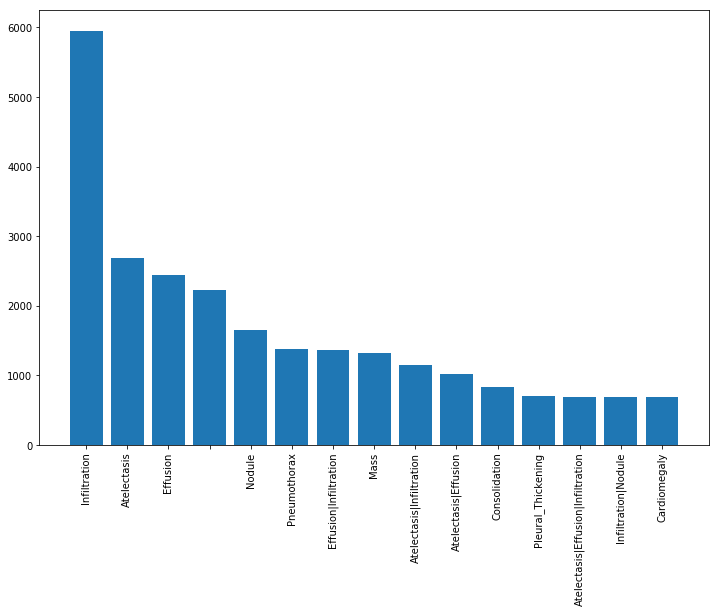 6000
5000
4000
3000
2000
1000
0
Infiltration
Atelectasis
Effusion
Nodule
Pneumothorax
Effusion|Infiltration
Mass
Atelectasis|Infiltration
Atelectasis|Effusion
Consolidation
Pleural_Thickening
Atelectasis|Effusion|Infiltration
Infiltration|Nodule
Cardiomegaly